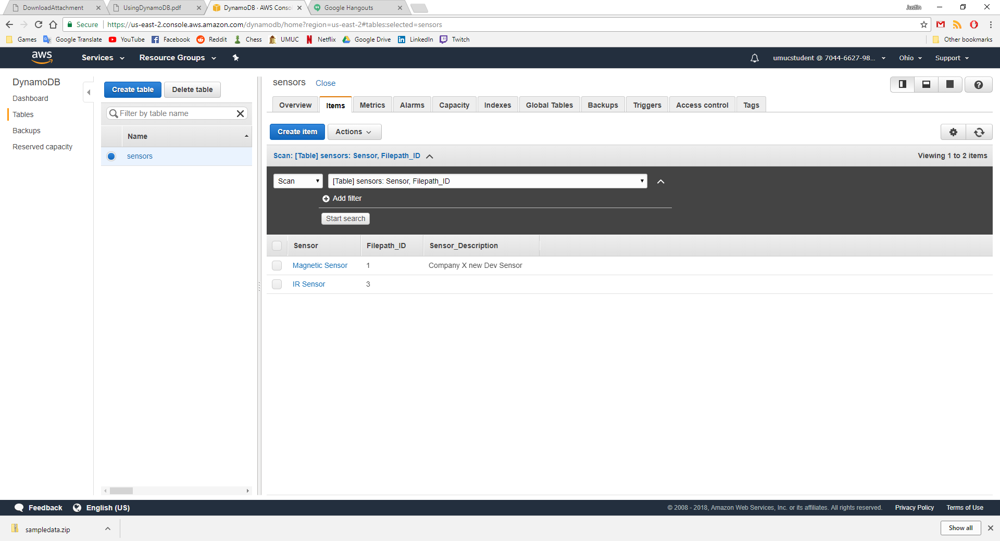 DownloadAttachment
UsingDynamoDB.pdf
DynamoDB · AWS Conso
Google Hangouts
Justin
Secure https://us-east-2.console.aws.amazon.com/dynamodb/home?region=us-east-2#tables:selected=sensors
Games Google Translate YouTube Facebook Reddit Chess UMUC Netflix Google Drive LinkedIn Twitch Other bookmarks
aws Services Resource Groups umucstudent @ 7044-6627-98... Ohio Support
DynamoDB
Dashboard
Tables
Backups
Reserved capacity
Create table Delete table
Filter by table name
Name
sensors
sensors Close
Overview Items Metrics Alarms Capacity Indexes Global Tables Backups Triggers Access control Tags
Create item Actions
Scan: [Table] sensors: Sensor, Filepath_ID Viewing 1 to 2 items
Scan [Table] sensors: Sensor, Filepath_ID
Add filter
Start search
Sensor Filepath_ID Sensor_Description
Magnetic Sensor 1 Company X new Dev Sensor
IR Sensor 3
Feedback English (US) © 2008 - 2018, Amazon Web Services, Inc. or its affiliates. All rights reserved. Privacy Policy Terms of Use
sampledata.zip Show all